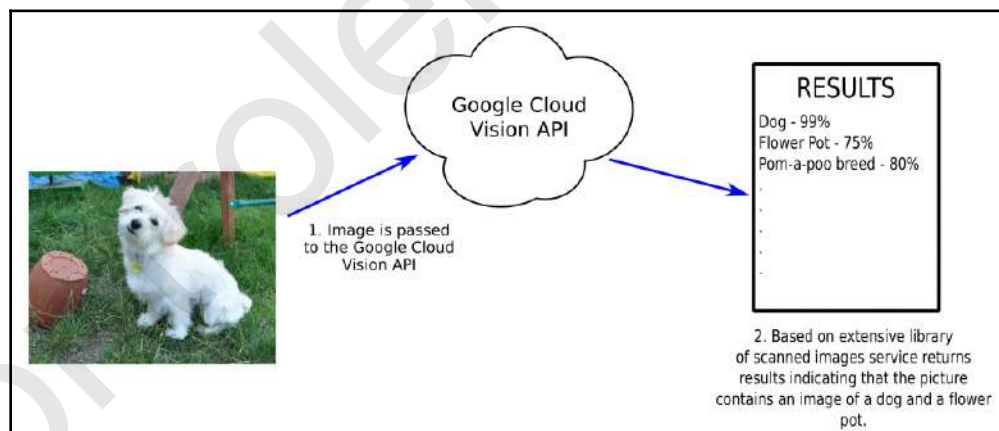 Google Cloud
Vision API
1. Image is passed
to the Google Cloud
Vision API
RESULTS
Dog - 99%
Flower Pot - 75%
Pom-a-poo breed - 80%
.
.
.
.
.
2. Based on extensive library
of scanned images service returns
results indicating that the picture
contains an image of a dog and a flower
pot.